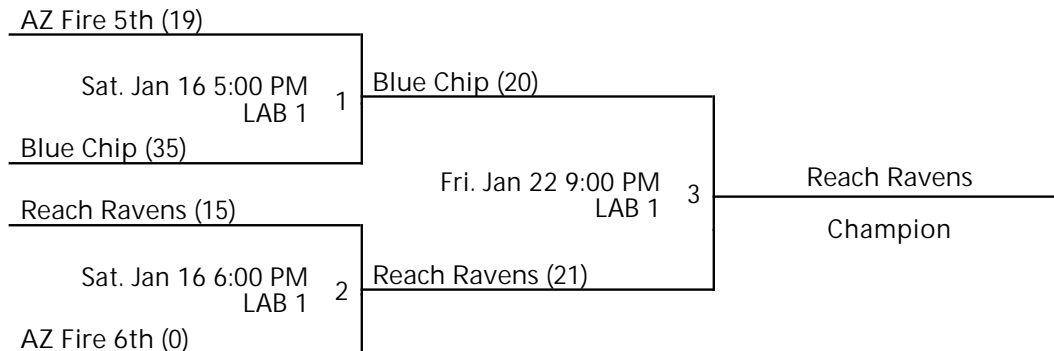 AZ Fire 5th (19)
Sat. Jan 16 5:00 PM
LAB 1
1
Blue Chip (20)
Blue Chip (35)
Fri. Jan 22 9:00 PM
LAB 1
3
Reach Ravens
Champion
Reach Ravens (15)
Sat. Jan 16 6:00 PM
LAB 1
2
Reach Ravens (21)
AZ Fire 6th (0)